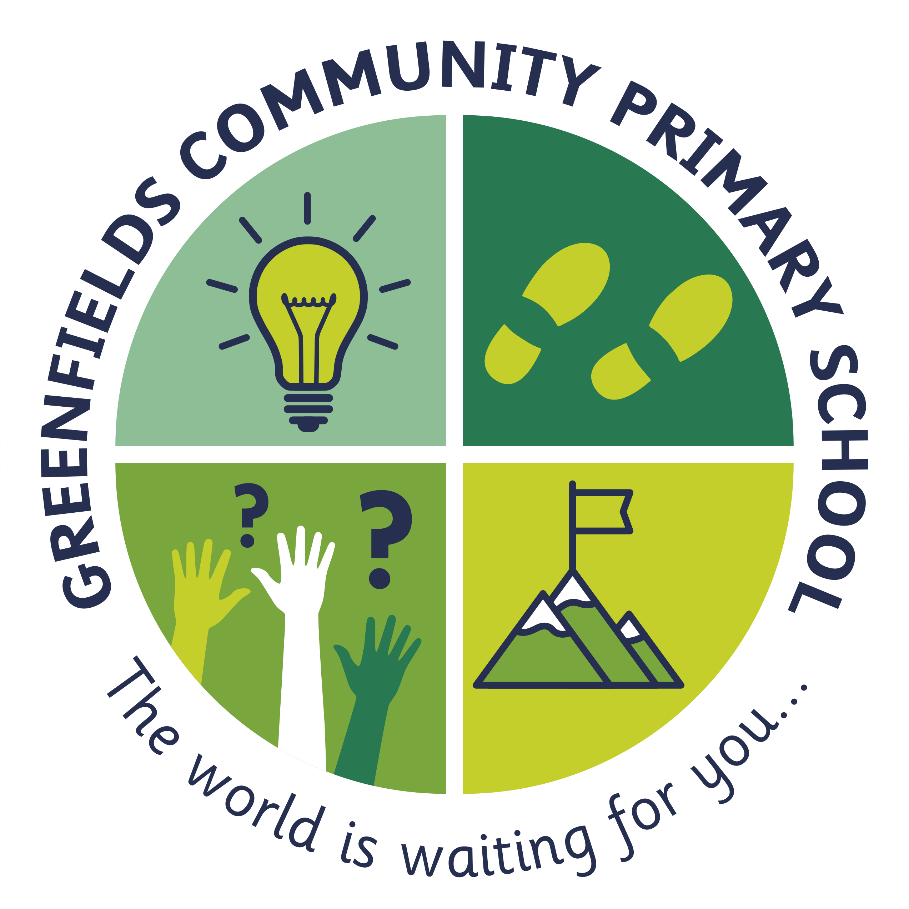 GREENFIELDS COMMUNITY PRIMARY SCHOOL
? ?
The world is waiting for you...